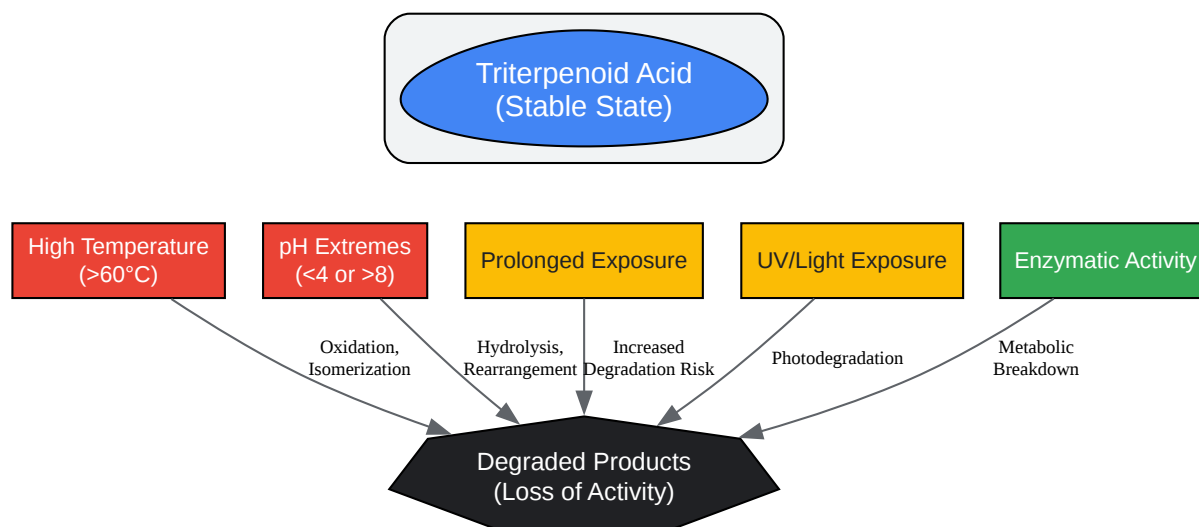 Triterpenoid Acid
(Stable State)
High Temperature
(>60°C)
pH Extremes
(<4 or >8)
Prolonged Exposure
UV/Light Exposure
Enzymatic Activity
Oxidation,
Isomerization
Hydrolysis,
Rearrangement
Increased
Degradation Risk
Photodegradation
Metabolic
Breakdown
Degraded Products
(Loss of Activity)